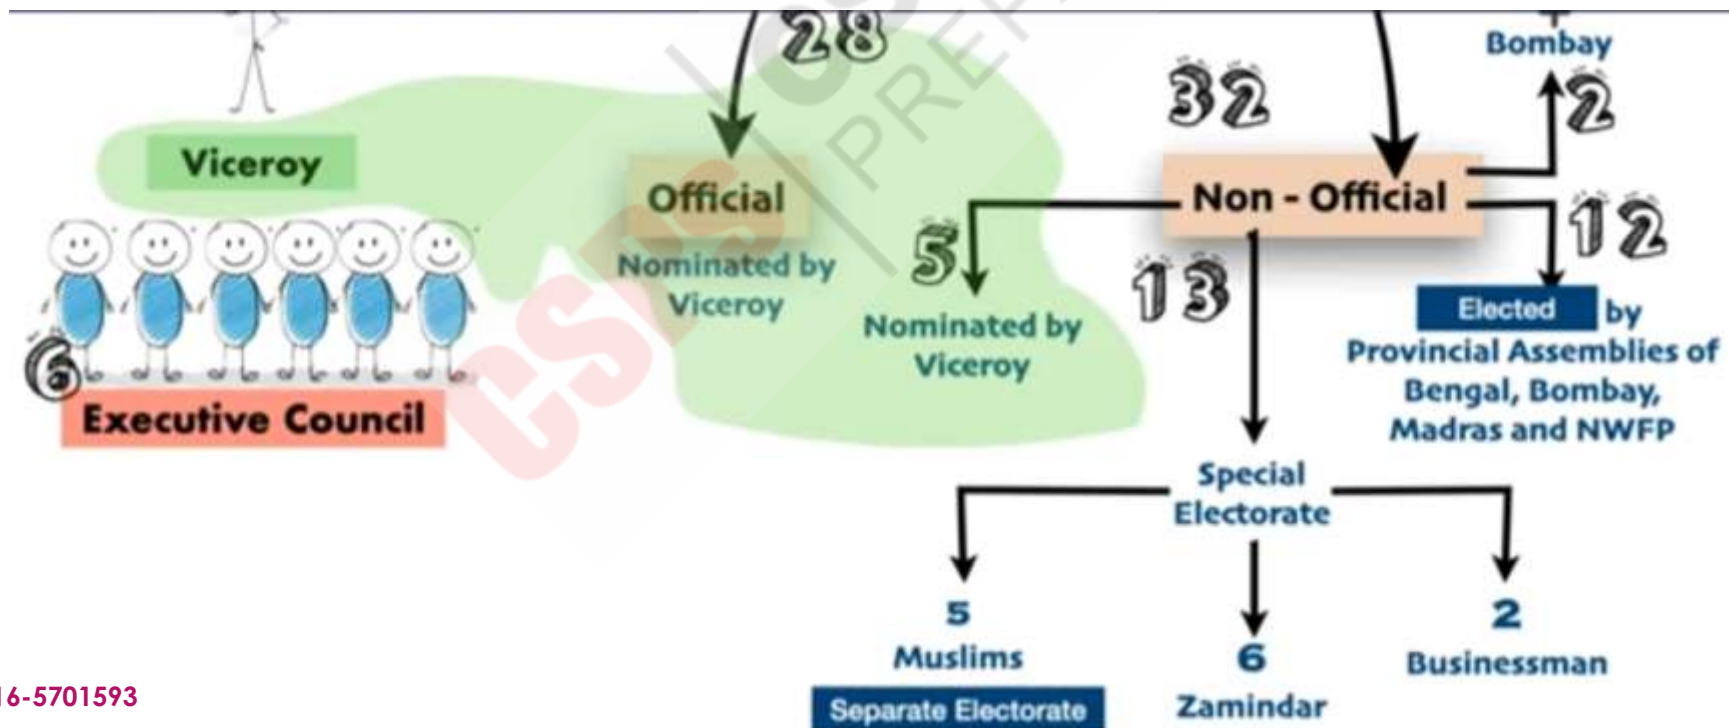 28
Bombay
32
2
Viceroy
Official
Non - Official
Nominated by
Viceroy
5
13
12
Nominated by
Viceroy
Elected by
Provincial Assemblies of
Bengal, Bombay,
Madras and NWFP
6
Executive Council
Special
Electorate
5
Muslims
Separate Electorate
6
Zamindar
2
Businessman
16-5701593